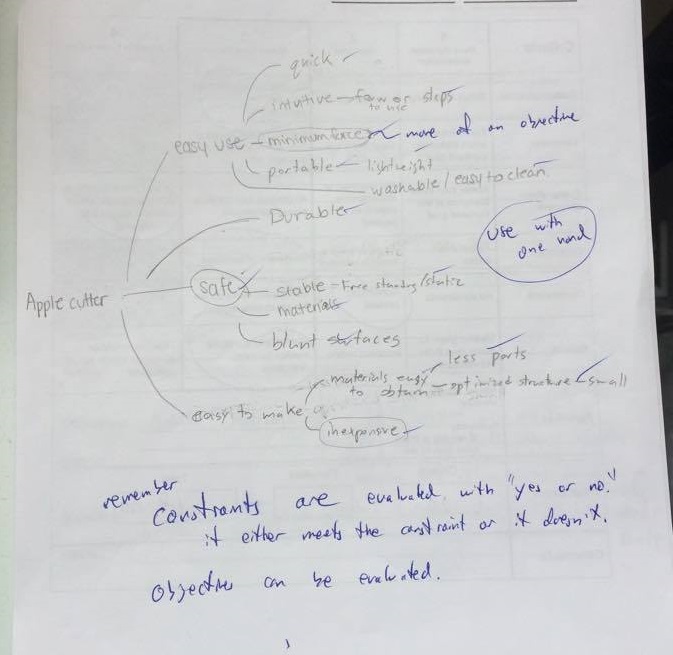 quick
intuitive - few or steps
to use
easy use - minimum force more of an objective
portable - lightweight
washable / easy to clean
Durable
use with
one hand
Safe stable - free standing/static
Apple cutter
materials
blunt surfaces
less parts
materials easy
to obtain - optimized structure - small
easy to make
inexpensive
remember
Constraints are evaluated with "yes or no."
it either meets the constraint or it doesn't.
Objectives can be evaluated.